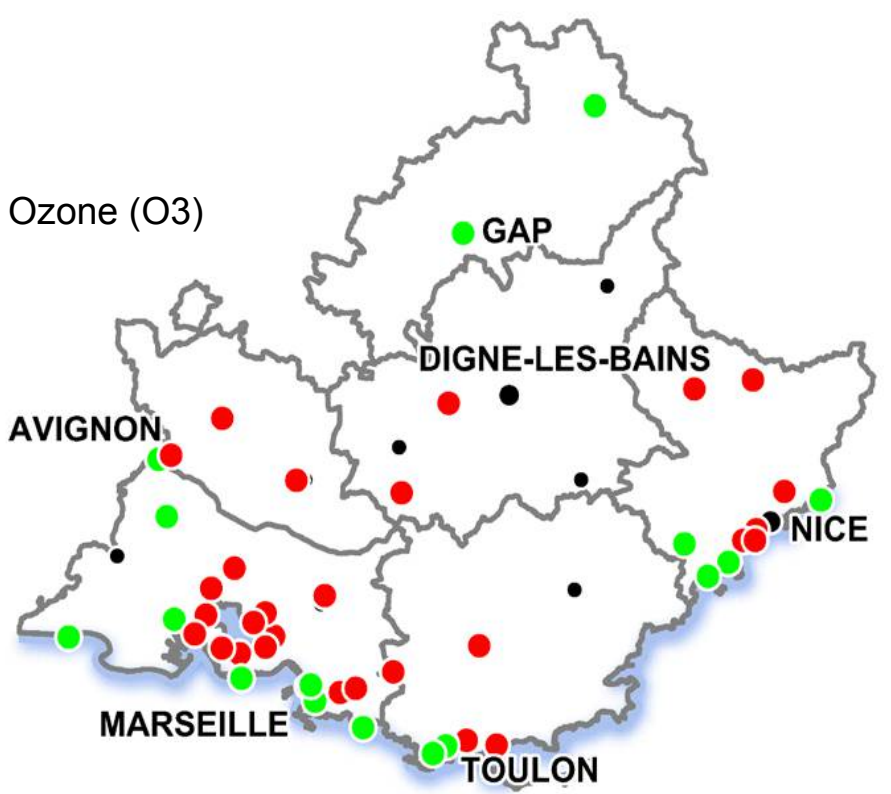 Ozone (O3)
GAP
DIGNE-LES-BAINS
AVIGNON
NICE
MARSEILLE
TOULON